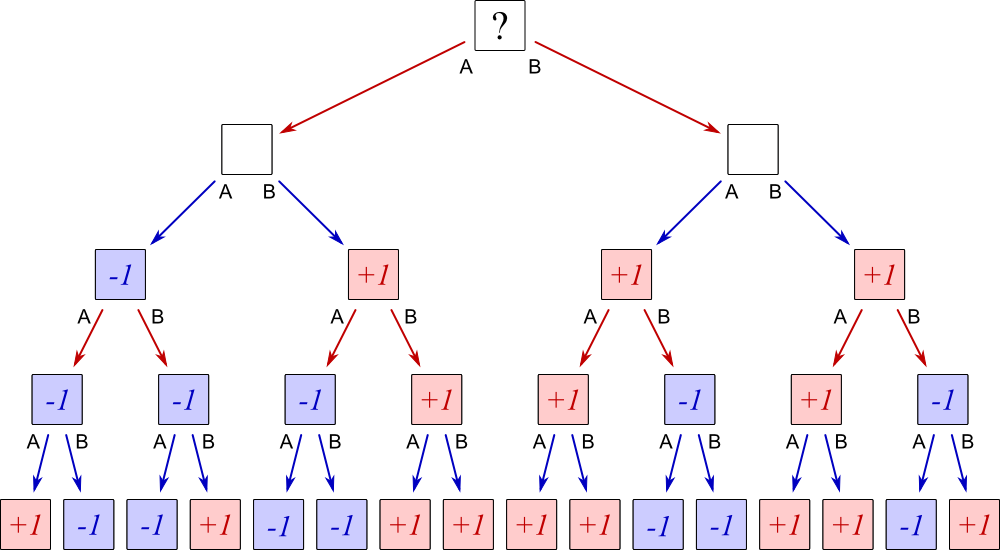 ?
A B
A B A B
-1 +1 +1 +1
A B A B A B A B
-1 -1 -1 +1 +1 -1 +1 -1
A B A B A B A B A B A B A B A B
+1 -1 -1 +1 -1 -1 +1 +1 +1 +1 -1 -1 +1 +1 -1 +1